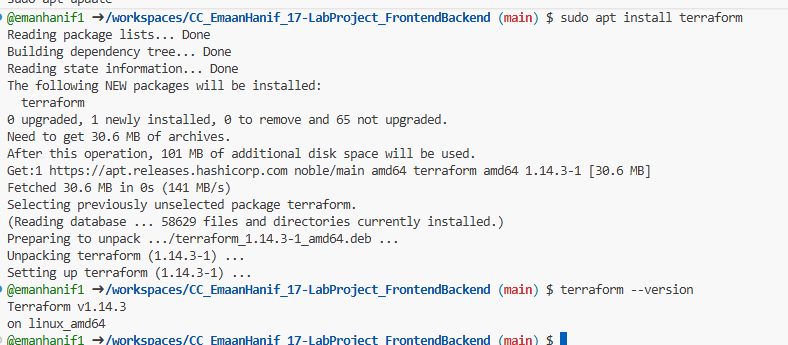 sudo apt update
@emanhanif1 ➜/workspaces/CC_EmaanHanif_17-LabProject_FrontendBackend (main) $ sudo apt install terraform
Reading package lists... Done
Building dependency tree... Done
Reading state information... Done
The following NEW packages will be installed:
  terraform
0 upgraded, 1 newly installed, 0 to remove and 65 not upgraded.
Need to get 30.6 MB of archives.
After this operation, 101 MB of additional disk space will be used.
Get:1 https://apt.releases.hashicorp.com noble/main amd64 terraform amd64 1.14.3-1 [30.6 MB]
Fetched 30.6 MB in 0s (141 MB/s)
Selecting previously unselected package terraform.
(Reading database ... 58629 files and directories currently installed.)
Preparing to unpack .../terraform_1.14.3-1_amd64.deb ...
Unpacking terraform (1.14.3-1) ...
Setting up terraform (1.14.3-1) ...
@emanhanif1 ➜/workspaces/CC_EmaanHanif_17-LabProject_FrontendBackend (main) $ terraform --version
Terraform v1.14.3
on linux_amd64
@emanhanif1 ➜/workspaces/CC_EmaanHanif_17-LabProject_FrontendBackend (main) $